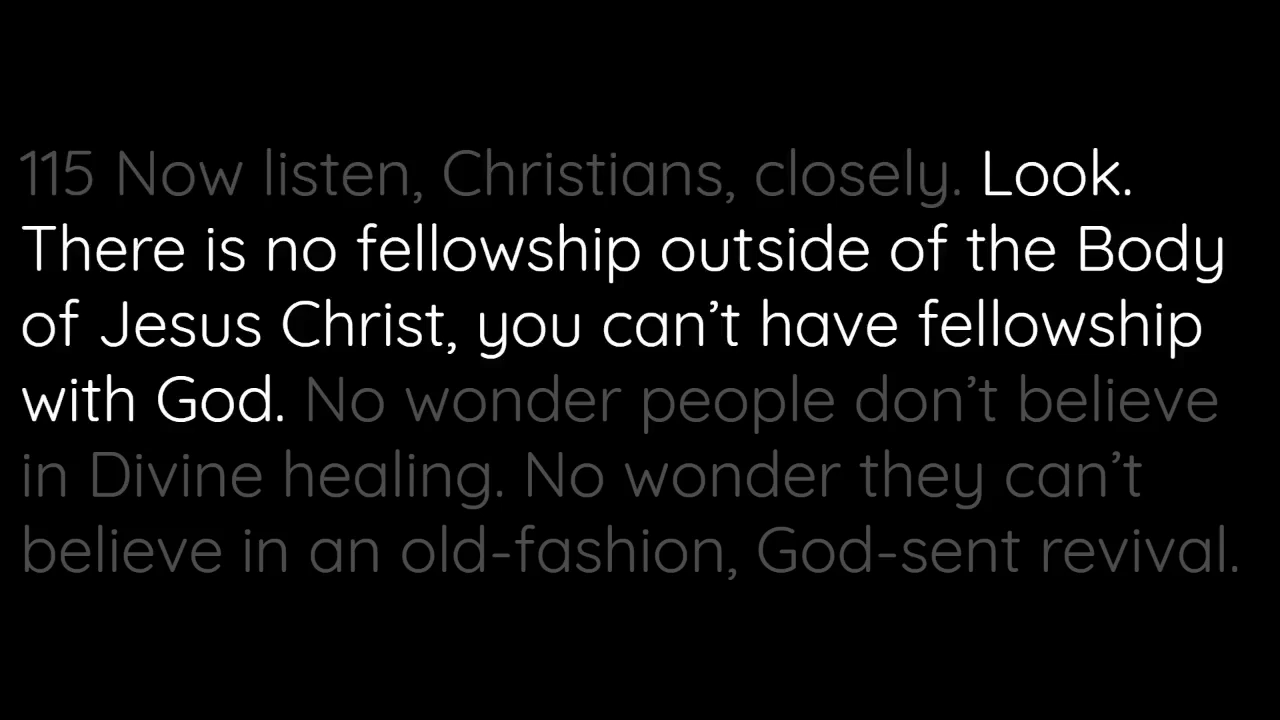 115 Now listen, Christians, closely. Look.
There is no fellowship outside of the Body
of Jesus Christ, you can’t have fellowship
with God. No wonder people don’t believe
in Divine healing. No wonder they can’t
believe in an old-fashion, God-sent revival.